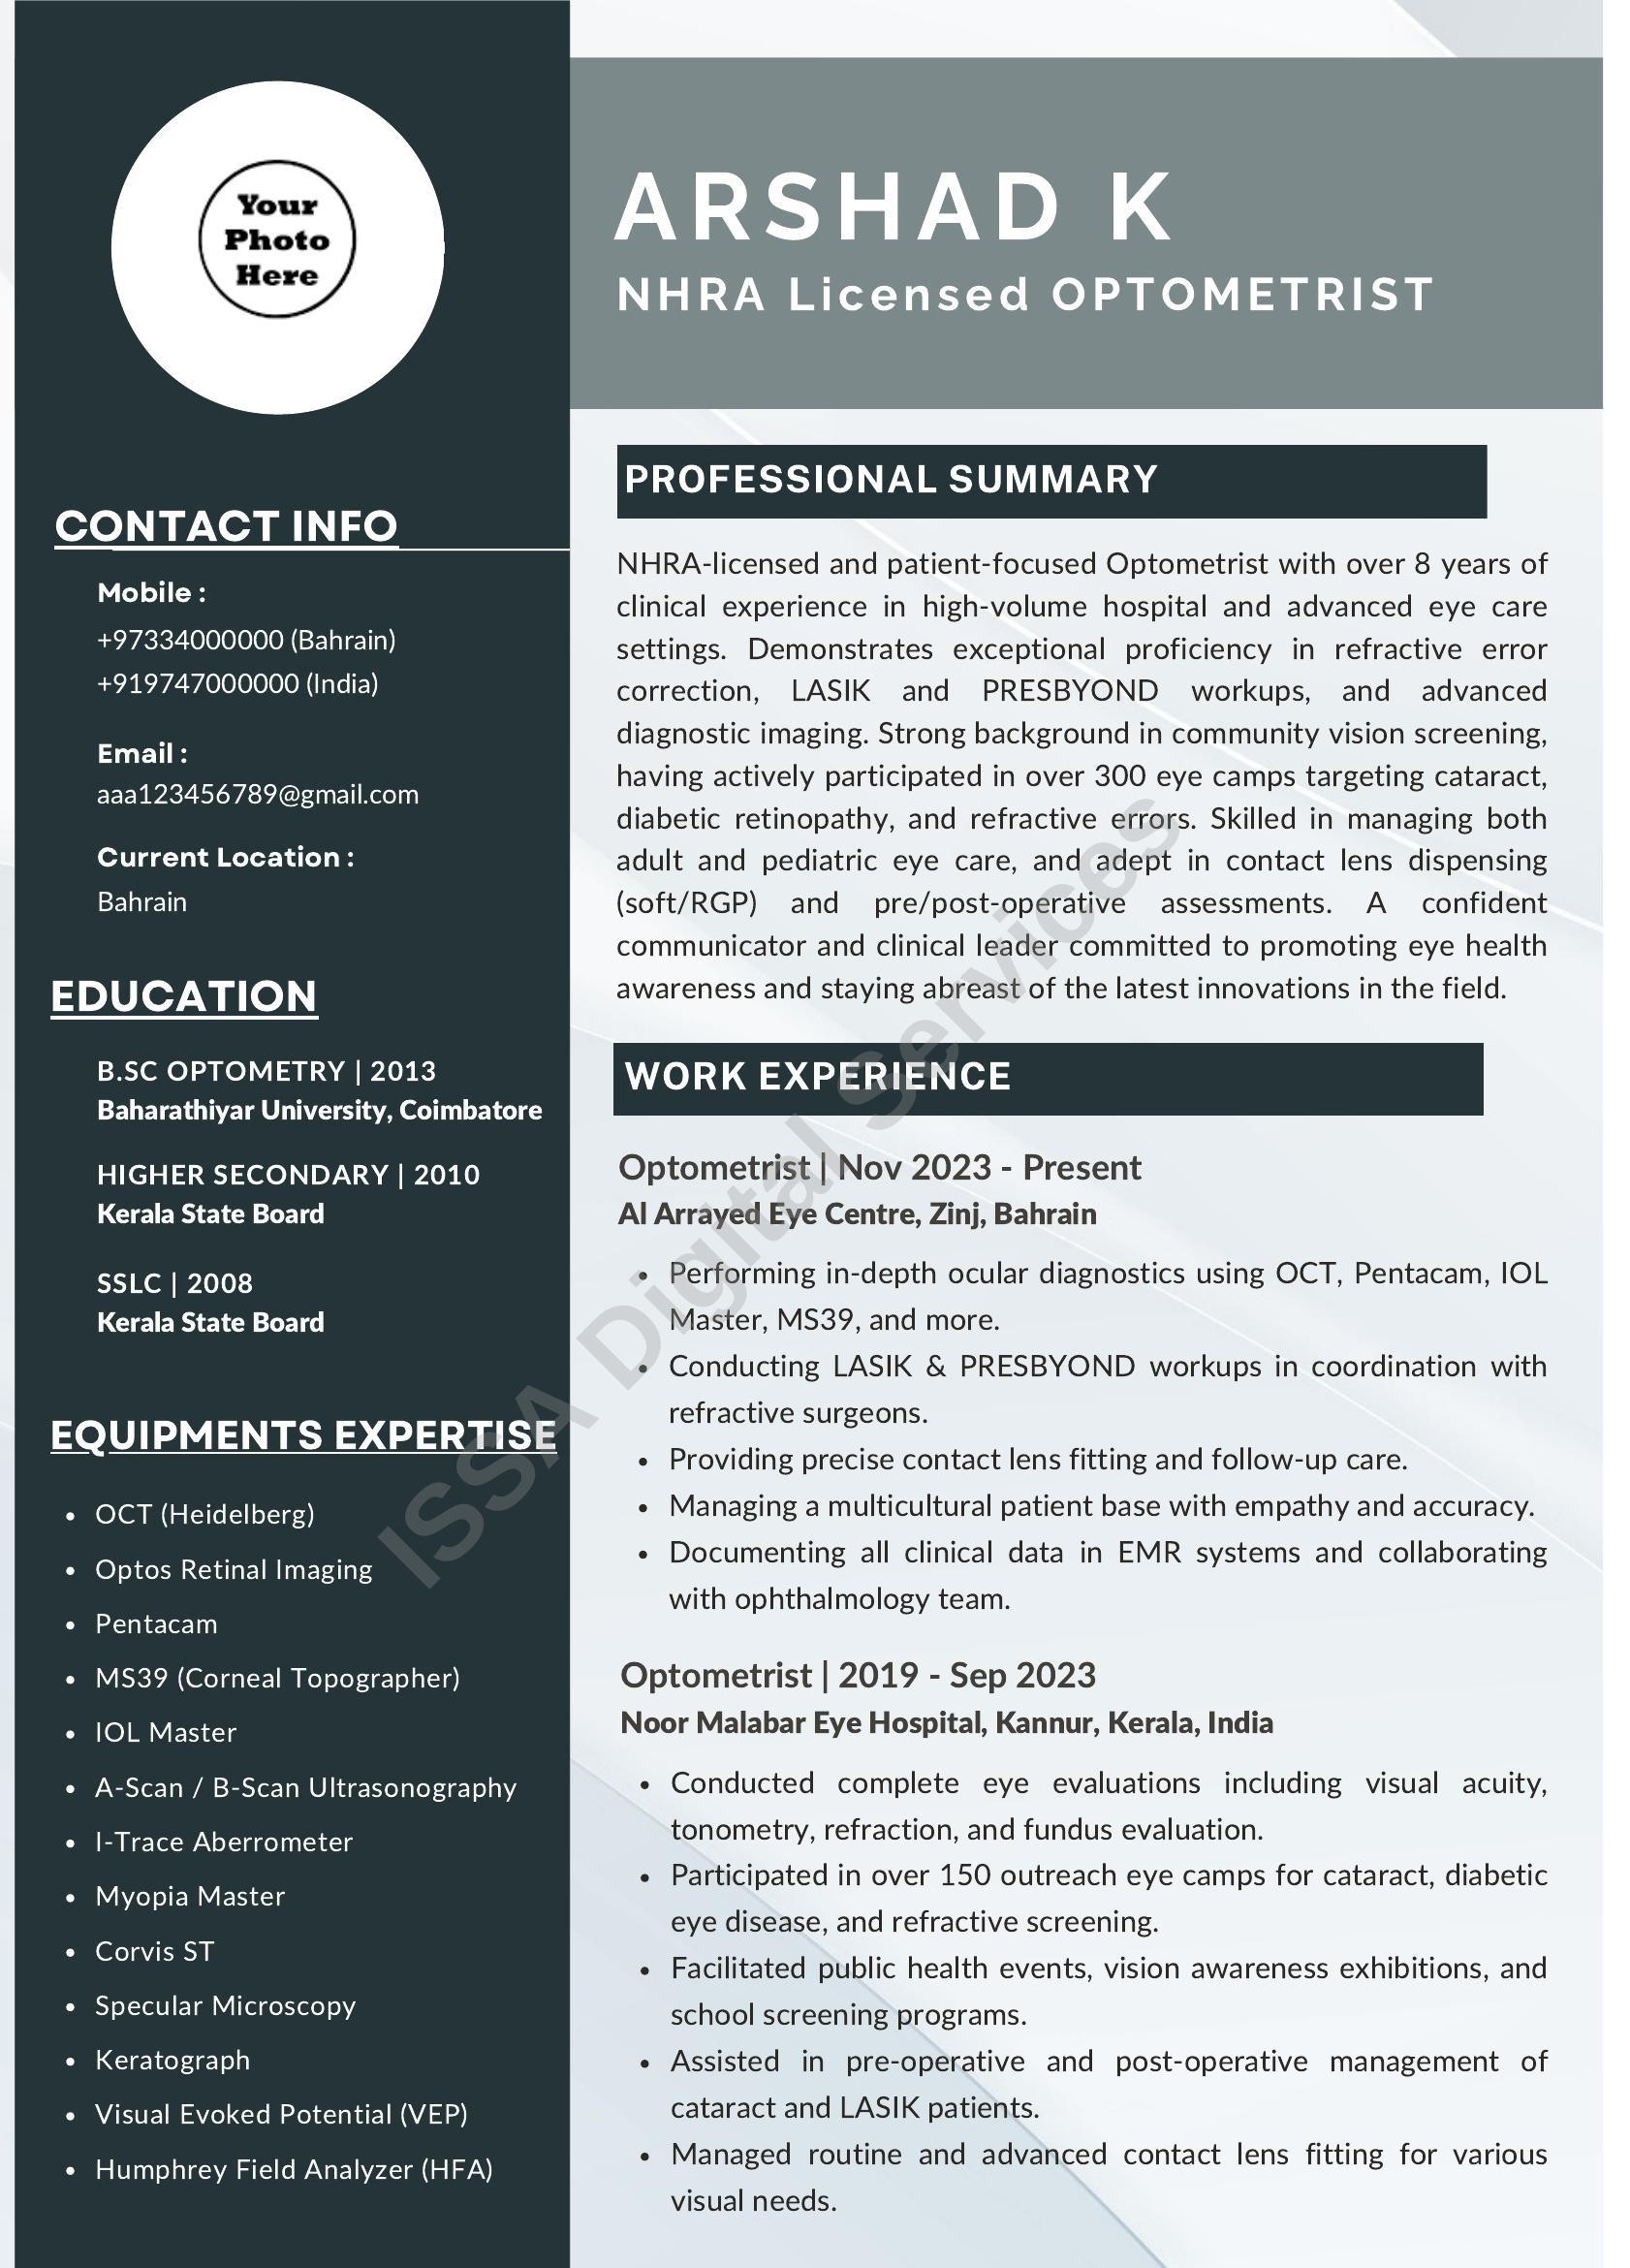 Your
Photo
Here
ARSHAD K
NHRA Licensed OPTOMETRIST
CONTACT INFO
Mobile :
+97334000000 (Bahrain)
+919747000000 (India)
Email :
aaa123456789@gmail.com
Current Location :
Bahrain
EDUCATION
B.SC OPTOMETRY | 2013
Baharathiyar University, Coimbatore
HIGHER SECONDARY | 2010
Kerala State Board
SSLC | 2008
Kerala State Board
EQUIPMENTS EXPERTISE
• OCT (Heidelberg)
• Optos Retinal Imaging
• Pentacam
• MS39 (Corneal Topographer)
• IOL Master
• A-Scan / B-Scan Ultrasonography
• I-Trace Aberrometer
• Myopia Master
• Corvis ST
• Specular Microscopy
• Keratograph
• Visual Evoked Potential (VEP)
• Humphrey Field Analyzer (HFA)
PROFESSIONAL SUMMARY
NHRA-licensed and patient-focused Optometrist with over 8 years of
clinical experience in high-volume hospital and advanced eye care
settings. Demonstrates exceptional proficiency in refractive error
correction, LASIK and PRESBYOND workups, and advanced
diagnostic imaging. Strong background in community vision screening,
having actively participated in over 300 eye camps targeting cataract,
diabetic retinopathy, and refractive errors. Skilled in managing both
adult and pediatric eye care, and adept in contact lens dispensing
(soft/RGP) and pre/post-operative assessments. A confident
communicator and clinical leader committed to promoting eye health
awareness and staying abreast of the latest innovations in the field.
WORK EXPERIENCE
Optometrist | Nov 2023 - Present
Al Arrayed Eye Centre, Zinj, Bahrain
• Performing in-depth ocular diagnostics using OCT, Pentacam, IOL
Master, MS39, and more.
• Conducting LASIK & PRESBYOND workups in coordination with
refractive surgeons.
• Providing precise contact lens fitting and follow-up care.
• Managing a multicultural patient base with empathy and accuracy.
• Documenting all clinical data in EMR systems and collaborating
with ophthalmology team.
Optometrist | 2019 - Sep 2023
Noor Malabar Eye Hospital, Kannur, Kerala, India
• Conducted complete eye evaluations including visual acuity,
tonometry, refraction, and fundus evaluation.
• Participated in over 150 outreach eye camps for cataract, diabetic
eye disease, and refractive screening.
• Facilitated public health events, vision awareness exhibitions, and
school screening programs.
• Assisted in pre-operative and post-operative management of
cataract and LASIK patients.
• Managed routine and advanced contact lens fitting for various
visual needs.
ISSA Digital Services